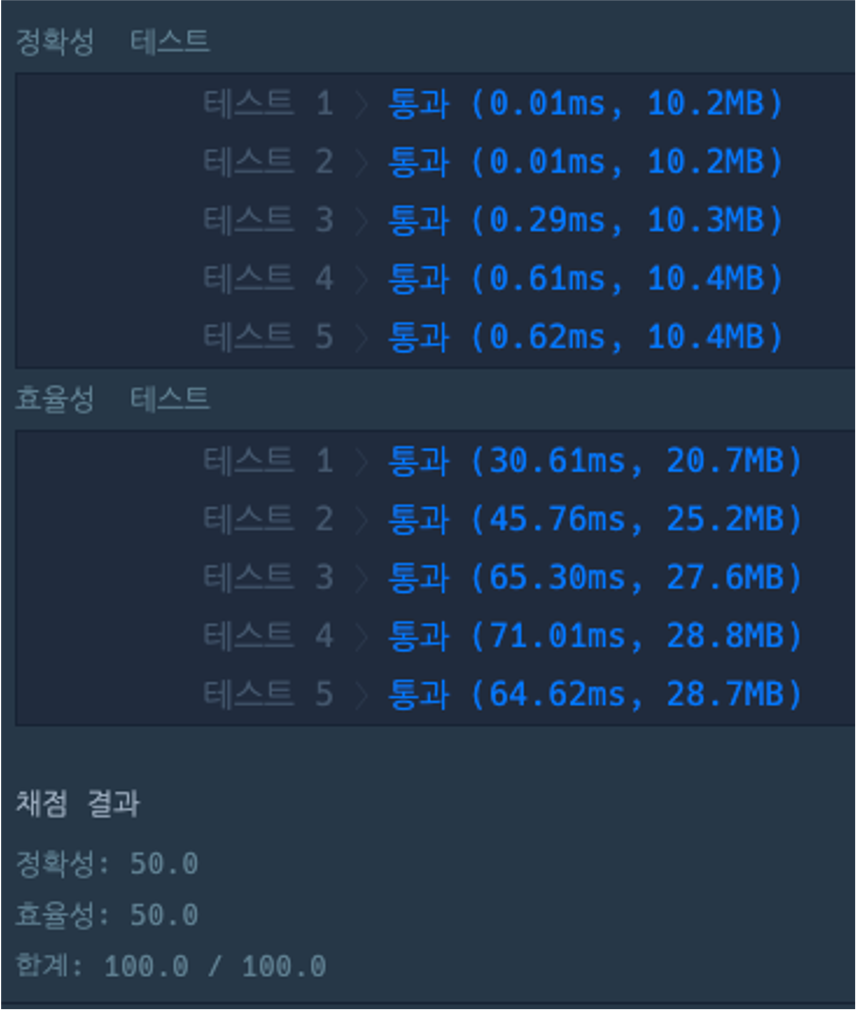 정확성 테스트
테스트 1 〉 통과 (0.01ms, 10.2MB)
테스트 2 〉 통과 (0.01ms, 10.2MB)
테스트 3 〉 통과 (0.29ms, 10.3MB)
테스트 4 〉 통과 (0.61ms, 10.4MB)
테스트 5 〉 통과 (0.62ms, 10.4MB)
효율성 테스트
테스트 1 〉 통과 (30.61ms, 20.7MB)
테스트 2 〉 통과 (45.76ms, 25.2MB)
테스트 3 〉 통과 (65.30ms, 27.6MB)
테스트 4 〉 통과 (71.01ms, 28.8MB)
테스트 5 〉 통과 (64.62ms, 28.7MB)
채점 결과
정확성: 50.0
효율성: 50.0
합계: 100.0 / 100.0